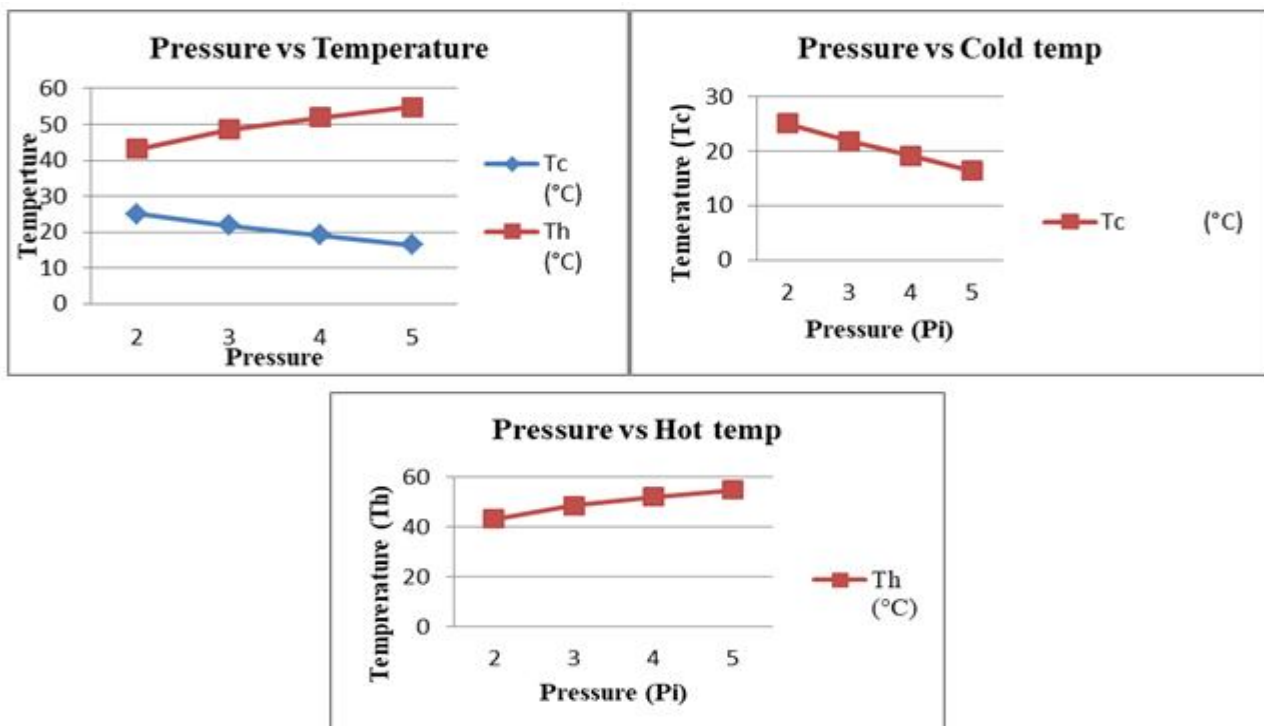 Pressure vs Temperature
60
50
40
30
20
10
0
Temperture
2 3 4 5
Pressure
Tc
(°C)
Th
(°C)
Pressure vs Cold temp
30
20
10
0
Temerature (Tc)
2 3 4 5
Pressure (Pi)
Tc (°C)
Pressure vs Hot temp
60
40
20
0
Temprerature (Th)
2 3 4 5
Pressure (Pi)
Th
(°C)